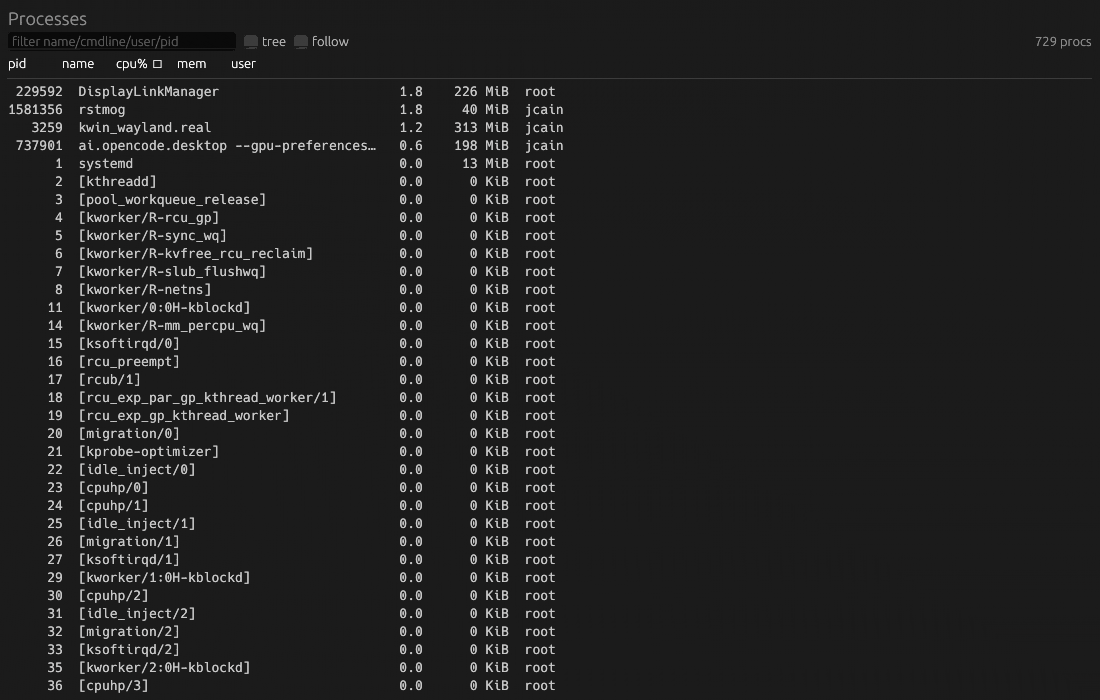 Processes
filter name/cmdline/user/pid tree follow 729 procs
pid name cpu% mem user
229592 DisplayLinkManager 1.8 226 MiB root
1581356 rstmog 1.8 40 MiB jcain
3259 kwin_wayland.real 1.2 313 MiB jcain
737901 ai.opencode.desktop --gpu-preferences… 0.6 198 MiB jcain
1 systemd 0.0 13 MiB root
2 [kthreadd] 0.0 0 KiB root
3 [pool_workqueue_release] 0.0 0 KiB root
4 [kworker/R-rcu_gp] 0.0 0 KiB root
5 [kworker/R-sync_wq] 0.0 0 KiB root
6 [kworker/R-kvfree_rcu_reclaim] 0.0 0 KiB root
7 [kworker/R-slub_flushwq] 0.0 0 KiB root
8 [kworker/R-netns] 0.0 0 KiB root
11 [kworker/0:0H-kblockd] 0.0 0 KiB root
14 [kworker/R-mm_percpu_wq] 0.0 0 KiB root
15 [ksoftirqd/0] 0.0 0 KiB root
16 [rcu_preempt] 0.0 0 KiB root
17 [rcub/1] 0.0 0 KiB root
18 [rcu_exp_par_gp_kthread_worker/1] 0.0 0 KiB root
19 [rcu_exp_gp_kthread_worker] 0.0 0 KiB root
20 [migration/0] 0.0 0 KiB root
21 [kprobe-optimizer] 0.0 0 KiB root
22 [idle_inject/0] 0.0 0 KiB root
23 [cpuhp/0] 0.0 0 KiB root
24 [cpuhp/1] 0.0 0 KiB root
25 [idle_inject/1] 0.0 0 KiB root
26 [migration/1] 0.0 0 KiB root
27 [ksoftirqd/1] 0.0 0 KiB root
29 [kworker/1:0H-kblockd] 0.0 0 KiB root
30 [cpuhp/2] 0.0 0 KiB root
31 [idle_inject/2] 0.0 0 KiB root
32 [migration/2] 0.0 0 KiB root
33 [ksoftirqd/2] 0.0 0 KiB root
35 [kworker/2:0H-kblockd] 0.0 0 KiB root
36 [cpuhp/3] 0.0 0 KiB root